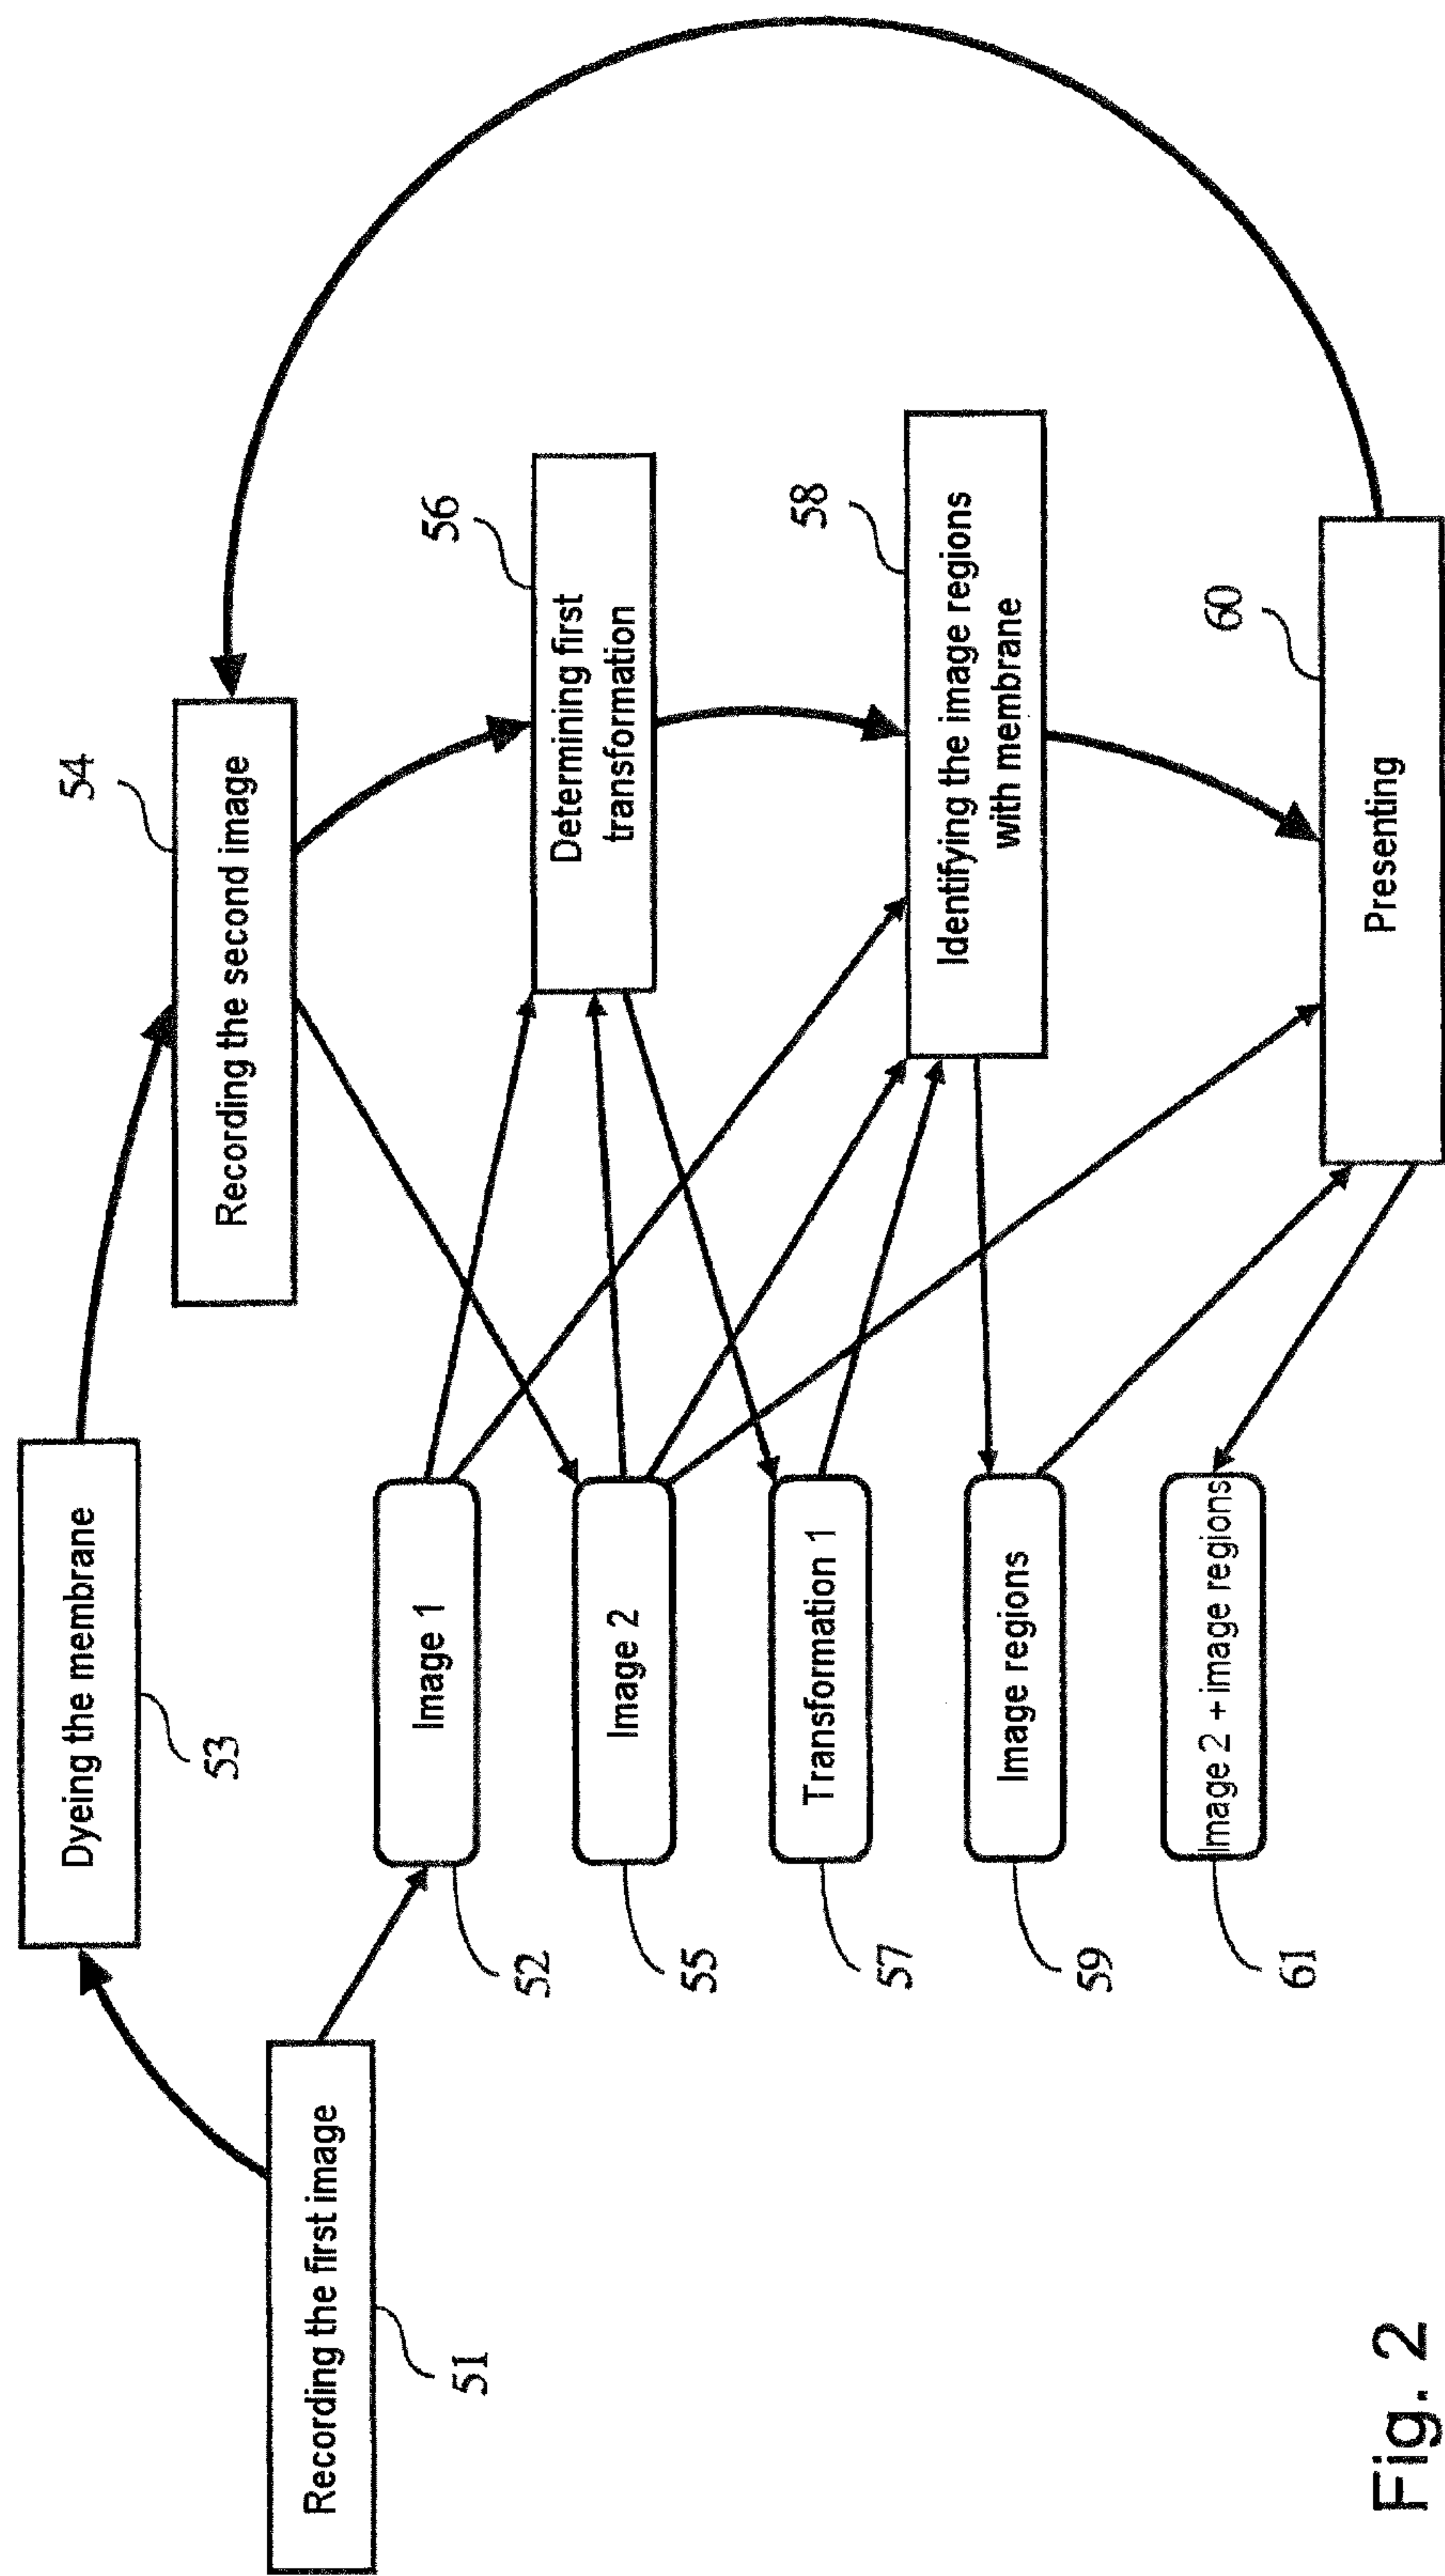 Recording the first image
51
Dyeing the membrane
53
Recording the second image
54
Image 1
52
Image 2
55
Transformation 1
57
Image regions
59
Image 2 + image regions
61
Determining first
transformation
56
Identifying the image regions
with membrane
58
Presenting
60
Fig. 2